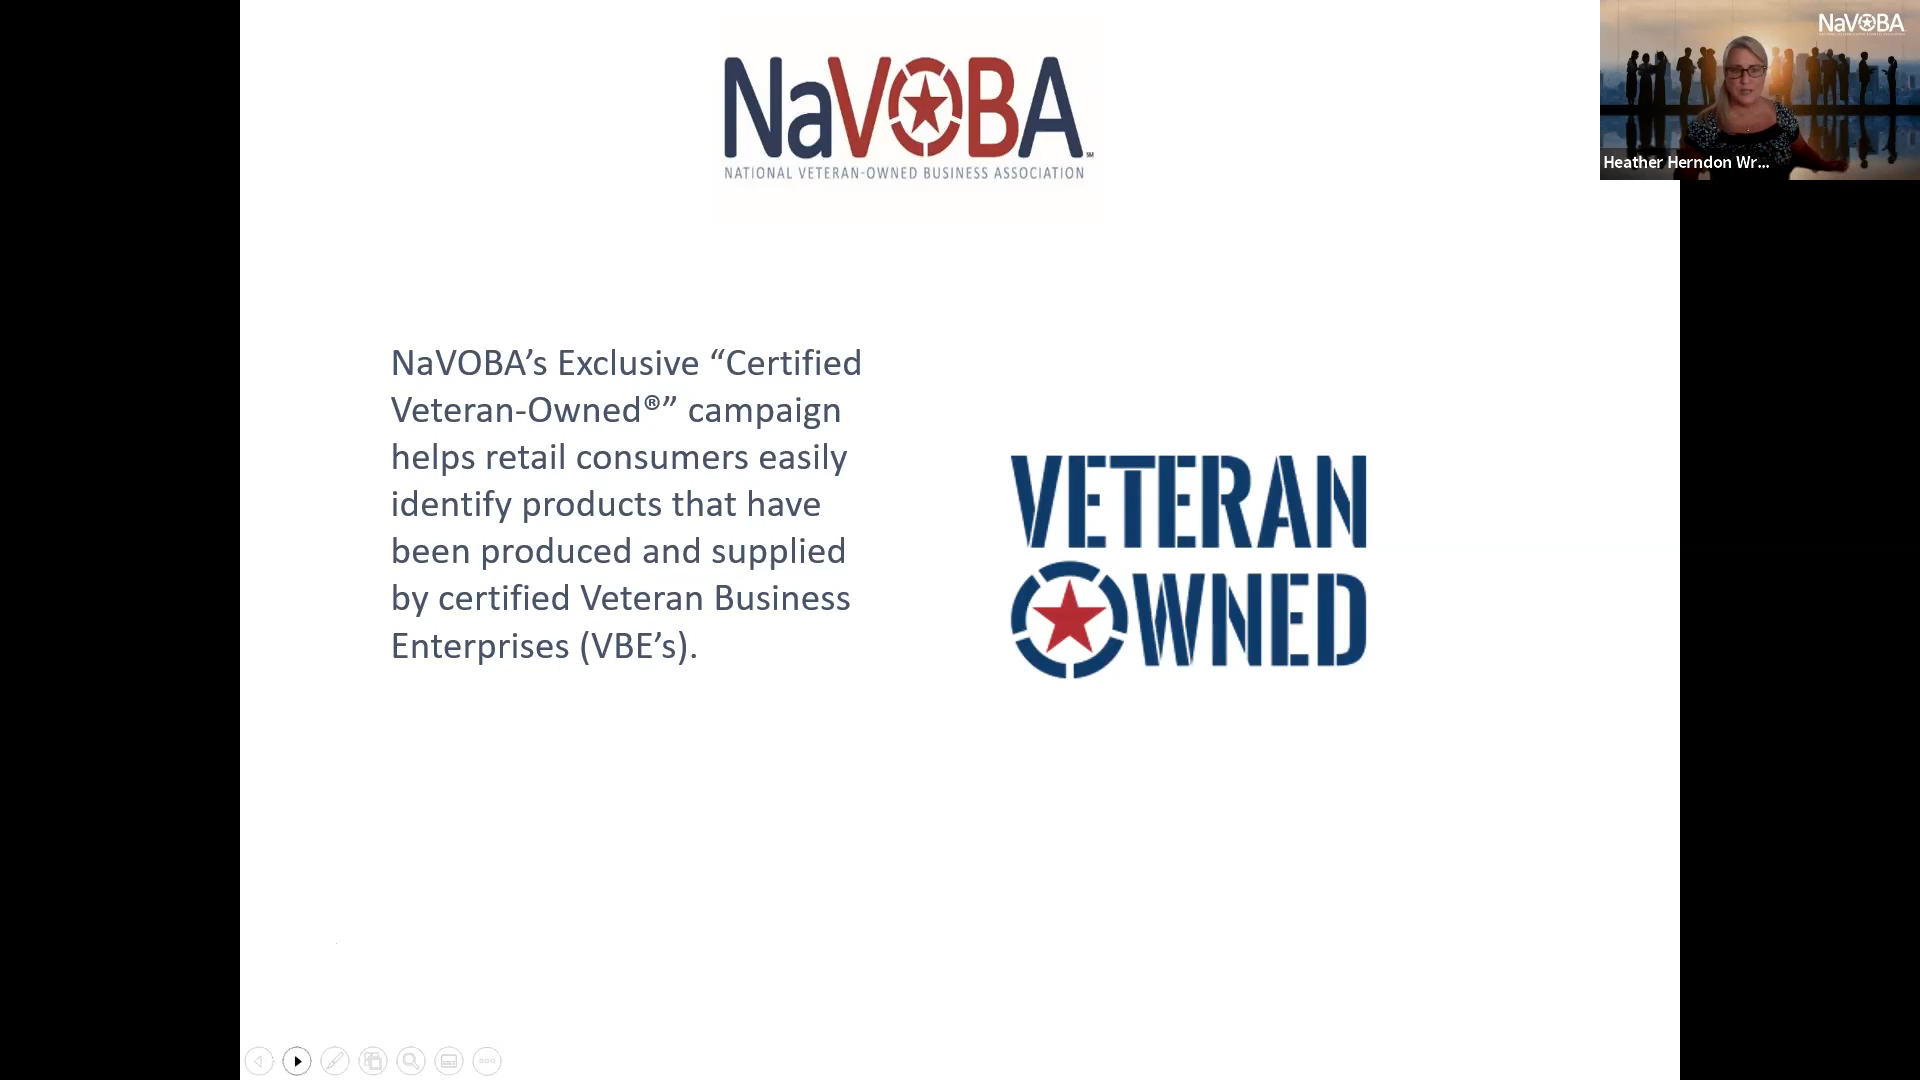 NaVOBA
NaVOBA℠
NATIONAL VETERAN-OWNED BUSINESS ASSOCIATION
Heather Herndon Wr...
NaVOBA’s Exclusive “Certified
Veteran-Owned®” campaign
helps retail consumers easily
identify products that have
been produced and supplied
by certified Veteran Business
Enterprises (VBE’s).
VETERAN
OWNED